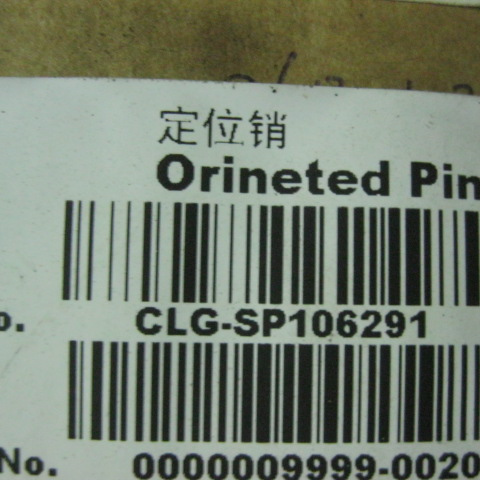 定位销
Orineted Pin
o. CLG-SP106291
No. 0000009999-0020